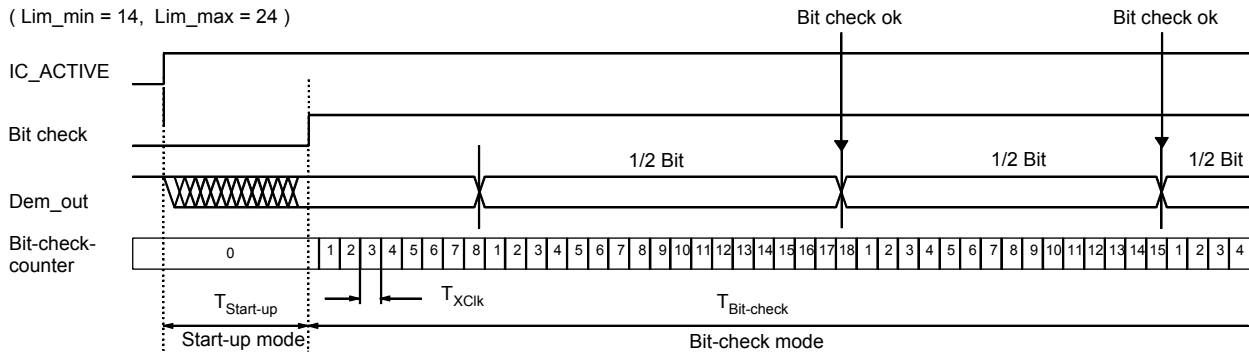 ( Lim_min = 14, Lim_max = 24 )
Bit check ok
Bit check ok
IC_ACTIVE
Bit check
1/2 Bit
1/2 Bit
1/2 Bit
Dem_out
Bit-check-
counter
0 1 2 3 4 5 6 7 8 1 2 3 4 5 6 7 8 9 10 11 12 13 14 15 16 17 18 1 2 3 4 5 6 7 8 9 10 11 12 13 14 15 1 2 3 4
TStart-up
TXClk
TBit-check
Start-up mode
Bit-check mode